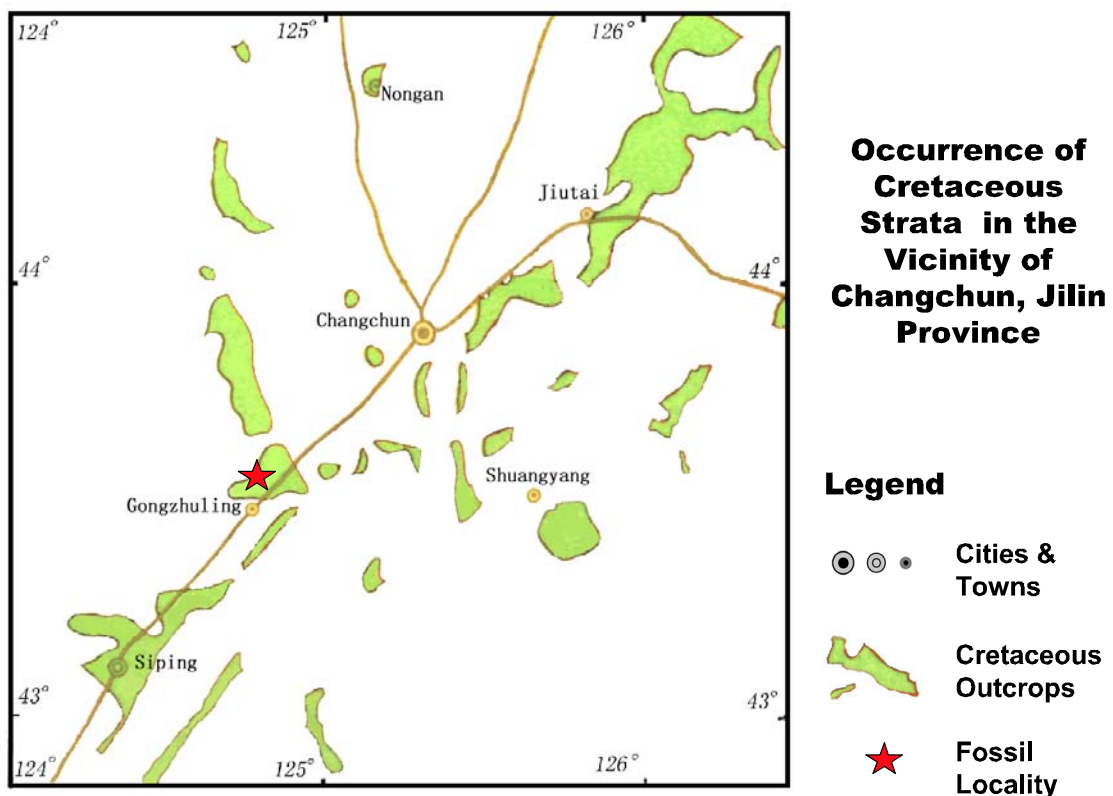 124°
125°
126°
Nongan
Jiutai
44°
44°
Changchun
Shuangyang
Gongzhuling
Siping
43°
43°
124°
125°
126°
Occurrence of
Cretaceous
Strata in the
Vicinity of
Changchun, Jilin
Province
Legend
Cities &
Towns
Cretaceous
Outcrops
Fossil
Locality